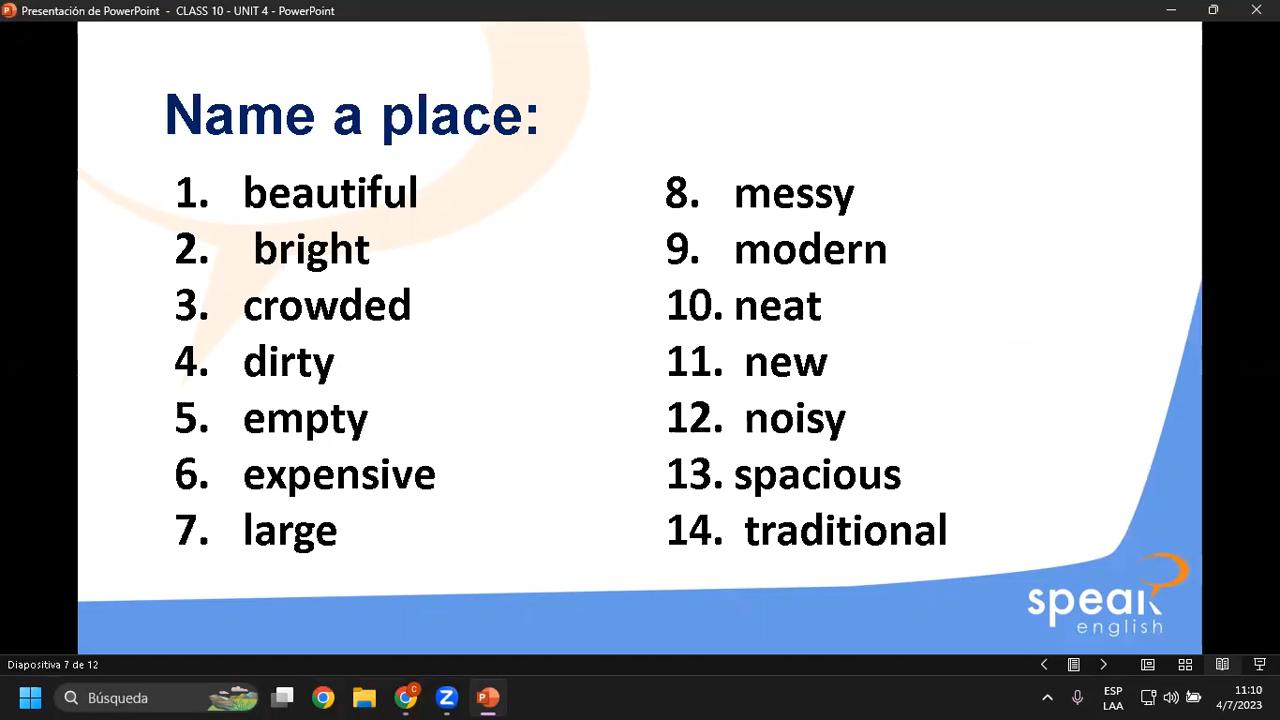 Presentación de PowerPoint - CLASS 10 - UNIT 4 - PowerPoint
Name a place:
1. beautiful
2. bright
3. crowded
4. dirty
5. empty
6. expensive
7. large
8. messy
9. modern
10. neat
11. new
12. noisy
13. spacious
14. traditional
speak
english
Diapositiva 7 de 12
Búsqueda
ESP
LAA
11:10
4/7/2023